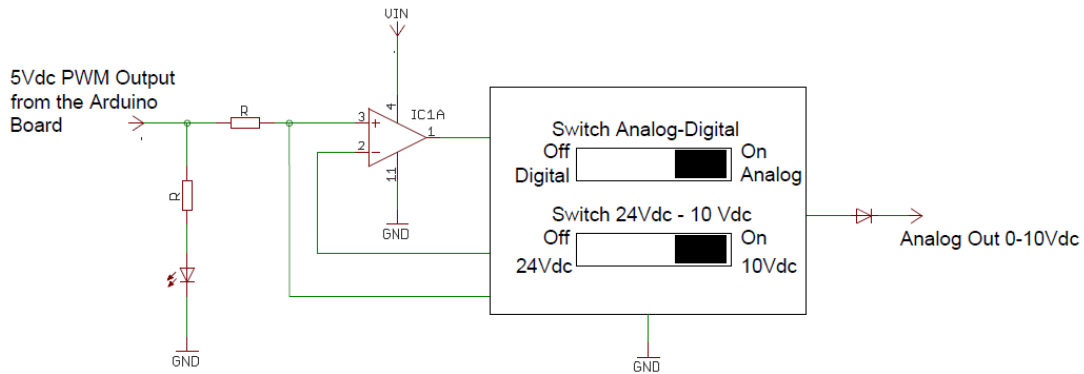 VIN
5Vdc PWM Output
from the Arduino
Board
R
3
+
4
IC1A
1
2
-
11
GND
R
GND
Switch Analog-Digital
Off
On
Digital
Analog
Switch 24Vdc - 10 Vdc
Off
On
24Vdc
10Vdc
GND
Analog Out 0-10Vdc